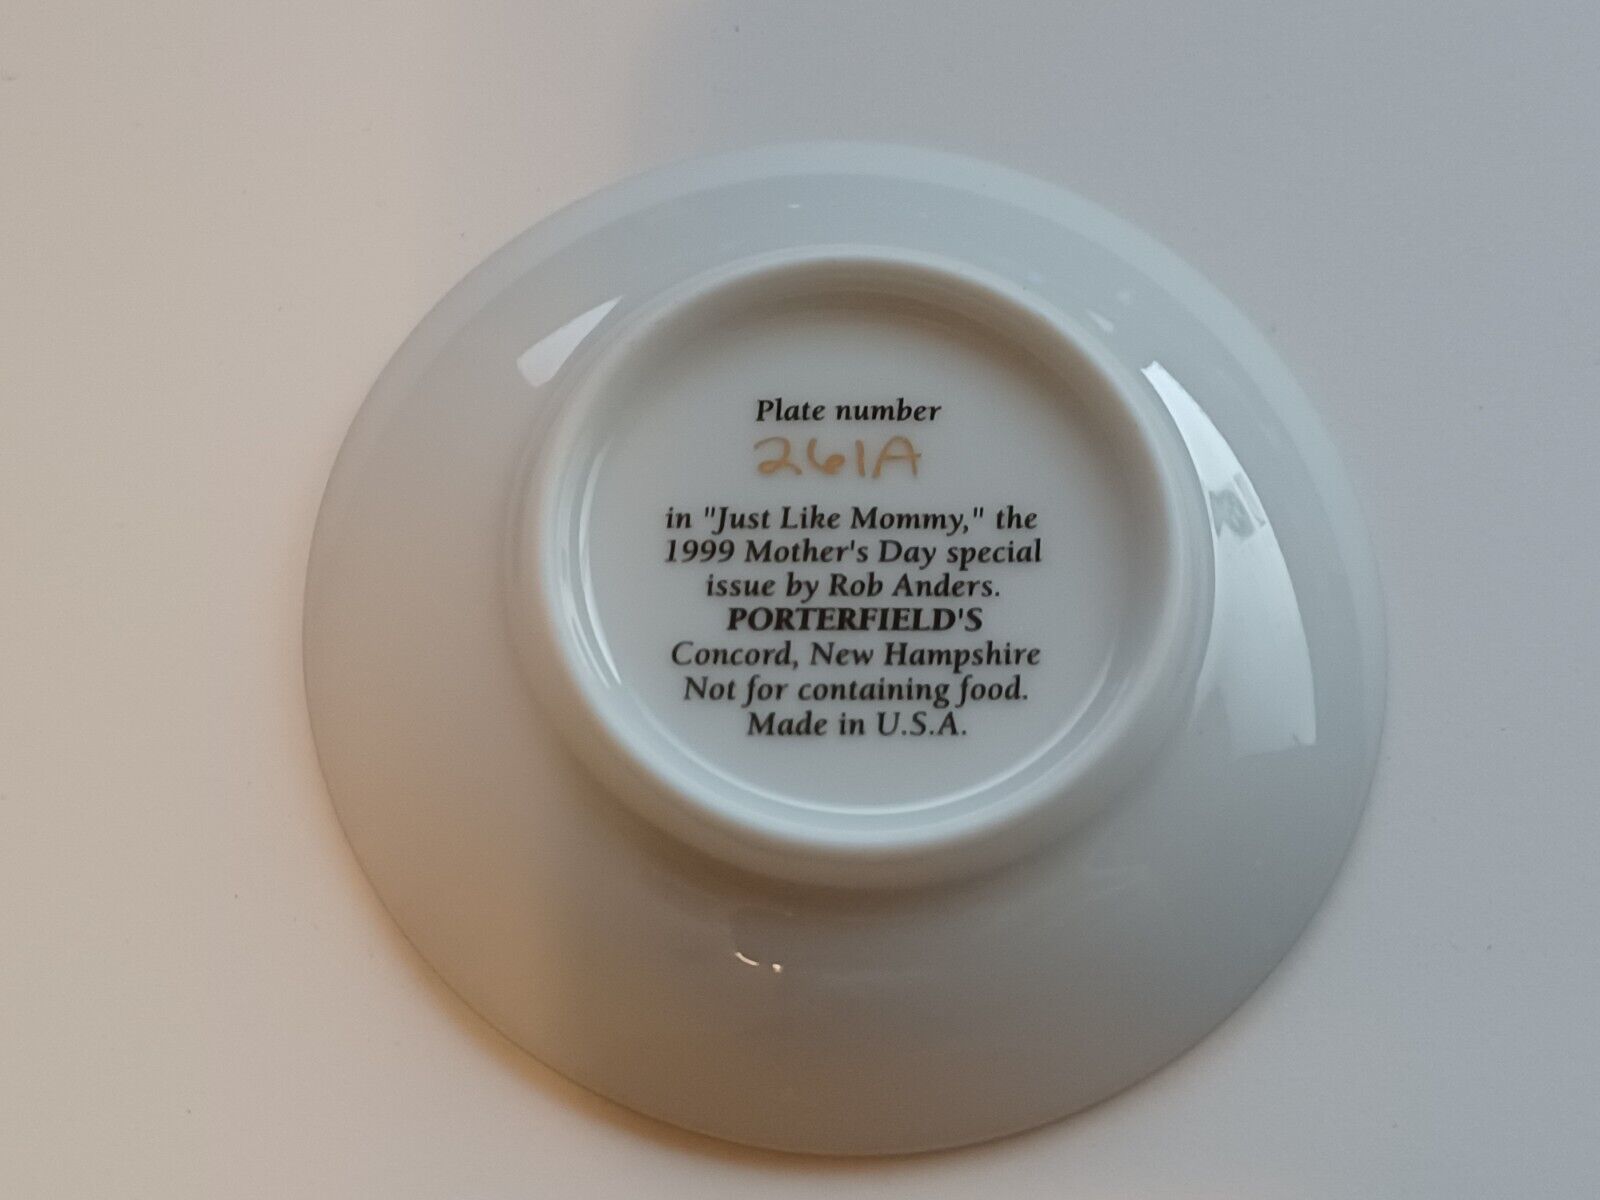 Plate number
261A
in "Just Like Mommy," the
1999 Mother's Day special
issue by Rob Anders.
PORTERFIELD'S
Concord, New Hampshire
Not for containing food.
Made in U.S.A.